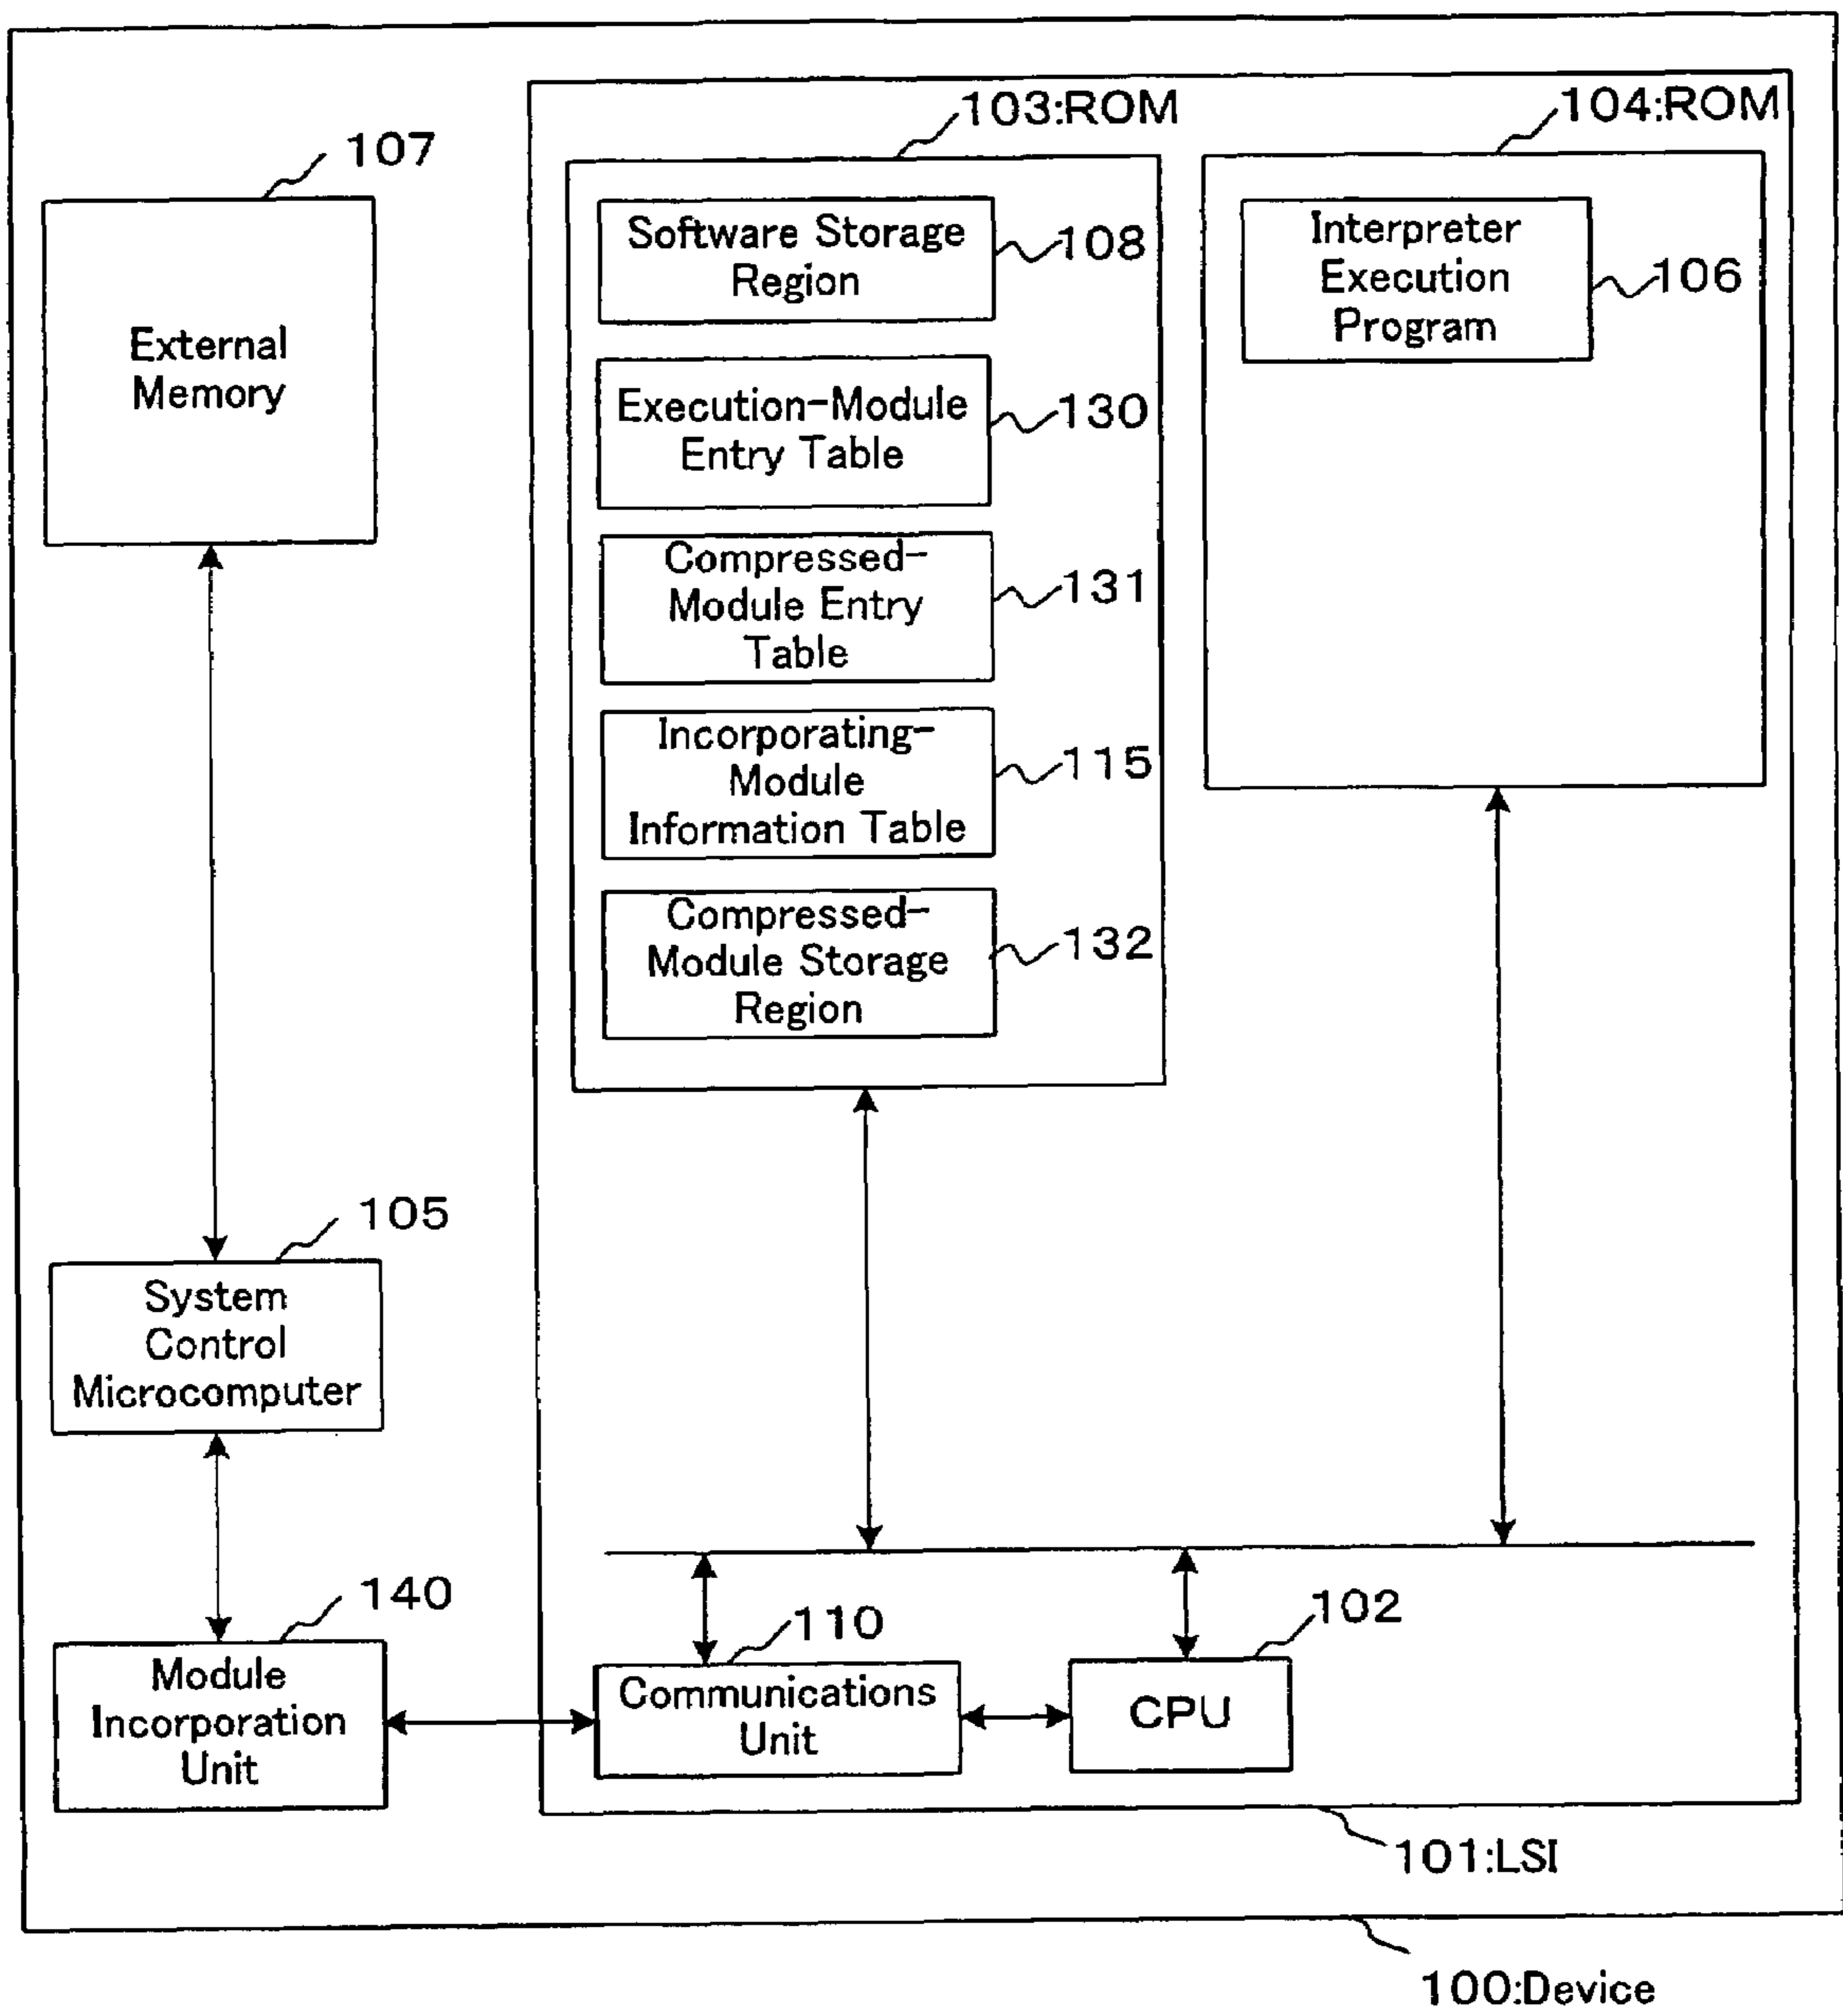 103:ROM
104:ROM
107
Software Storage
Region
108
Interpreter
Execution
Program
106
External
Memory
Execution-Module
Entry Table
130
Compressed-
Module Entry
Table
131
Incorporating-
Module
Information Table
115
Compressed-
Module Storage
Region
132
105
System
Control
Microcomputer
140
Module
Incorporation
Unit
110
Communications
Unit
102
CPU
101:LSI
100:Device